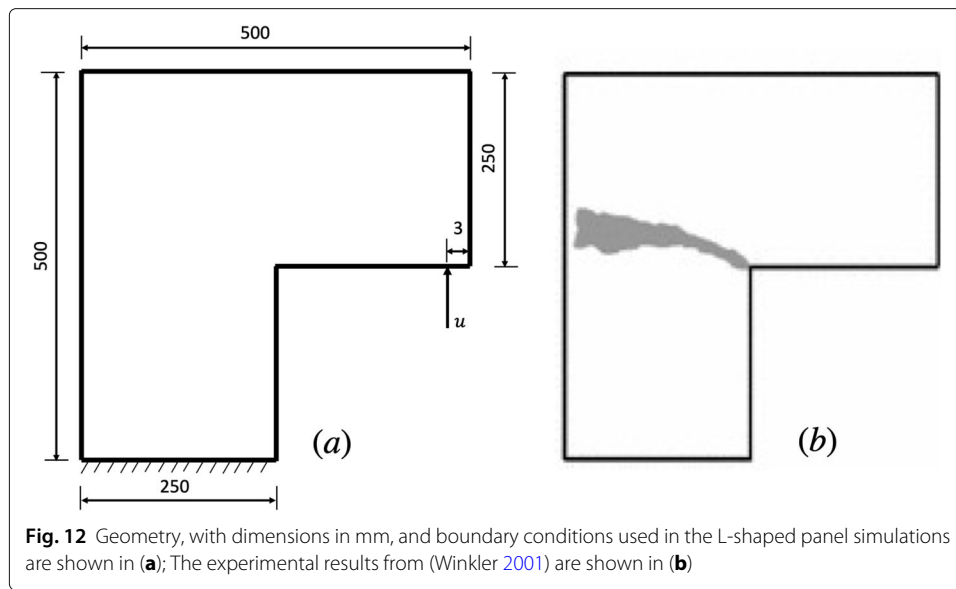 500
500
250
3
u
250
(a)
(b)
Fig. 12 Geometry, with dimensions in mm, and boundary conditions used in the L-shaped panel simulations
are shown in (a); The experimental results from (Winkler 2001) are shown in (b)